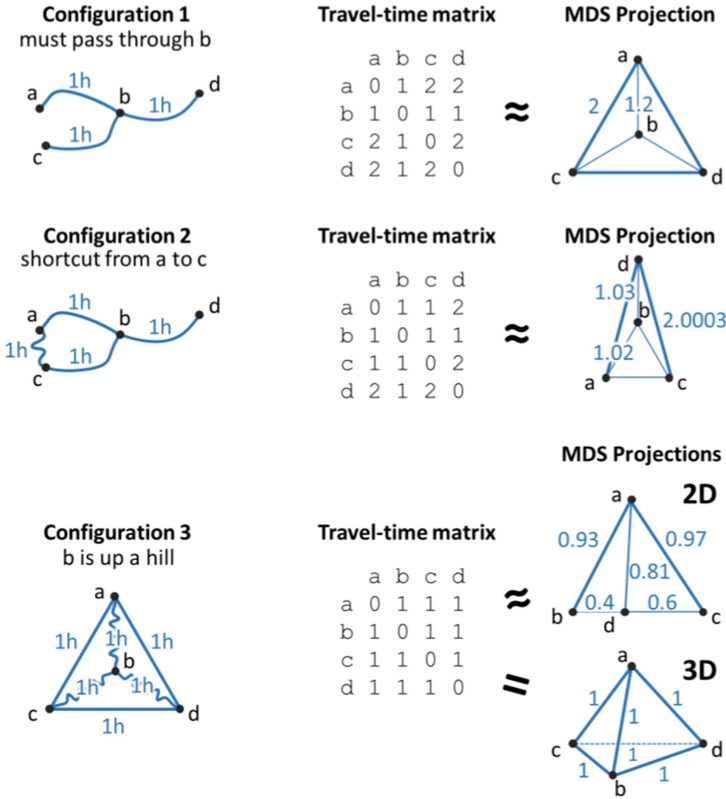 Configuration 1
must pass through b
a
1h
b
1h
d
1h
c
Travel-time matrix
a b c d
a 0 1 2 2
b 1 0 1 1
c 2 1 0 2
d 2 1 2 0
≈
MDS Projection
a
2
1.2
b
c
d
Configuration 2
shortcut from a to c
a
1h
b
1h
d
1h
1h
c
Travel-time matrix
a b c d
a 0 1 1 2
b 1 0 1 1
c 1 1 0 2
d 2 1 2 0
≈
MDS Projection
d
1.03
b
2.0003
1.02
a
c
Configuration 3
b is up a hill
a
1h
1h
1h
b
1h
1h
c
d
1h
Travel-time matrix
a b c d
a 0 1 1 1
b 1 0 1 1
c 1 1 0 1
d 1 1 1 0
≈
=
MDS Projections
2D
a
0.93
0.97
0.81
0.4
0.6
b
d
c
3D
a
1
1
1
c
d
1
1
1
b